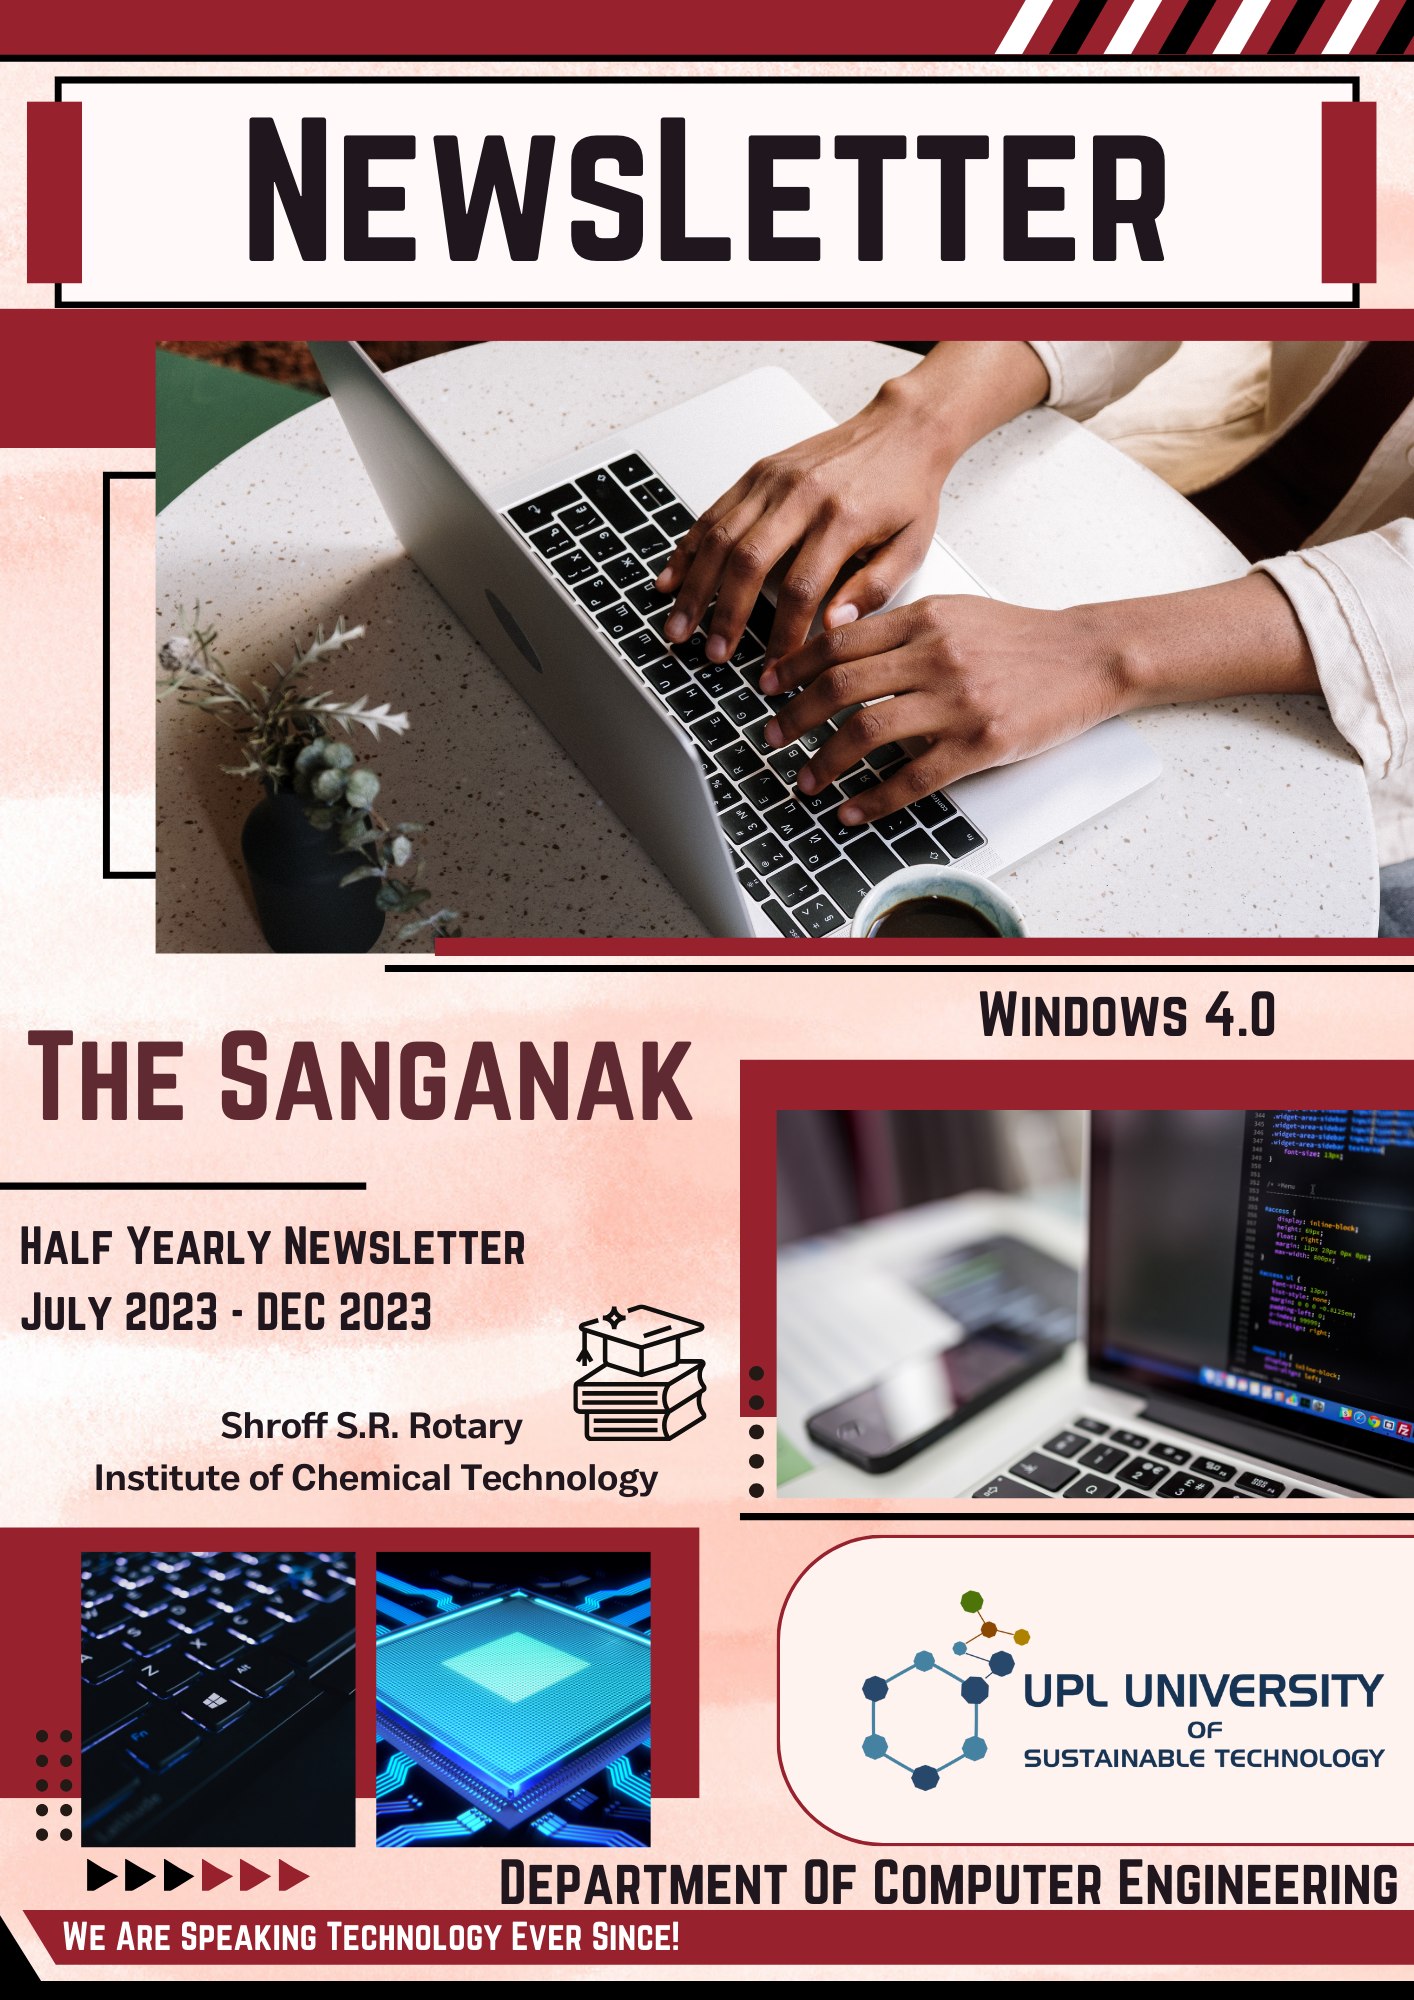 NewsLetter
Windows 4.0
The Sanganak
Half Yearly Newsletter
July 2023 - DEC 2023
Shroff S.R. Rotary
Institute of Chemical Technology
UPL UNIVERSITY
OF
SUSTAINABLE TECHNOLOGY
Department Of Computer Engineering
We Are Speaking Technology Ever Since!